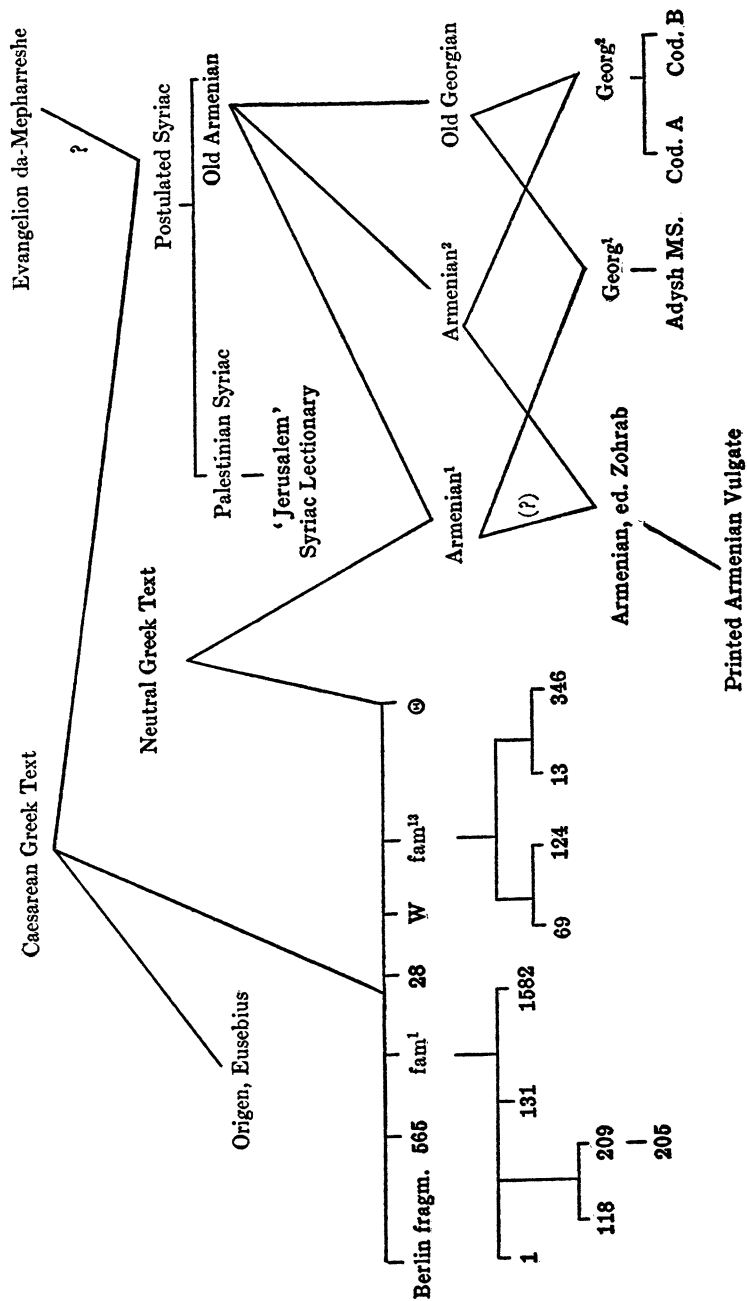 Caesarean Greek Text
Evangelion da-Mepharreshe
?
Origen, Eusebius
Neutral Greek Text
Postulated Syriac
Palestinian Syriac
Old Armenian
‘Jerusalem’
Syriac Lectionary
Berlin fragm. 565 fam¹ 28 W fam¹³ Θ
Armenian¹ Armenian² Old Georgian
1 131 1582
118 209
205
69 124 13 346
(?)
Armenian, ed. Zohrab
Georg¹ Georg²
Adysh MS. Cod. A Cod. B
Printed Armenian Vulgate